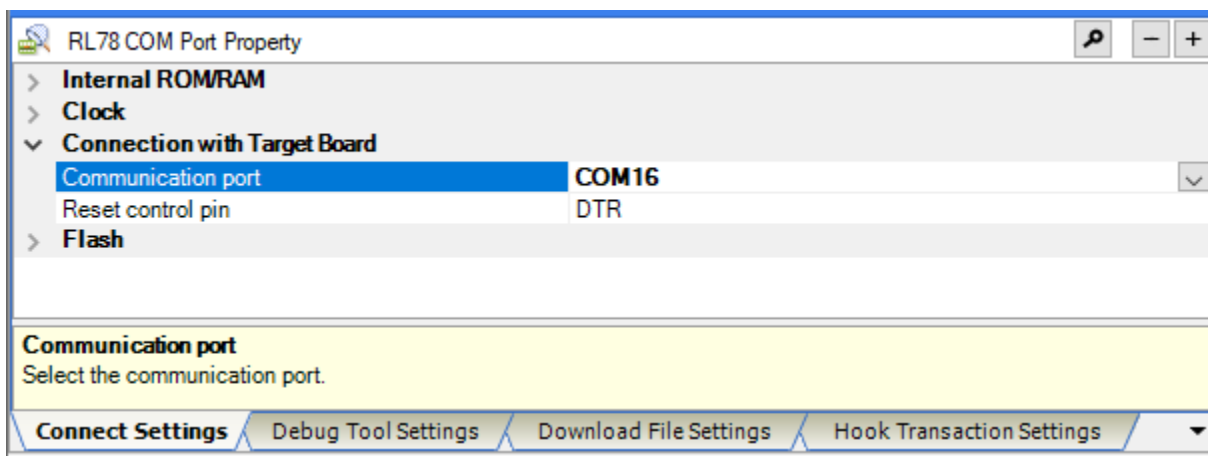 RL78 COM Port Property
Internal ROM/RAM
Clock
Connection with Target Board
Communication port COM16
Reset control pin DTR
Flash
Communication port
Select the communication port.
Connect Settings Debug Tool Settings Download File Settings Hook Transaction Settings